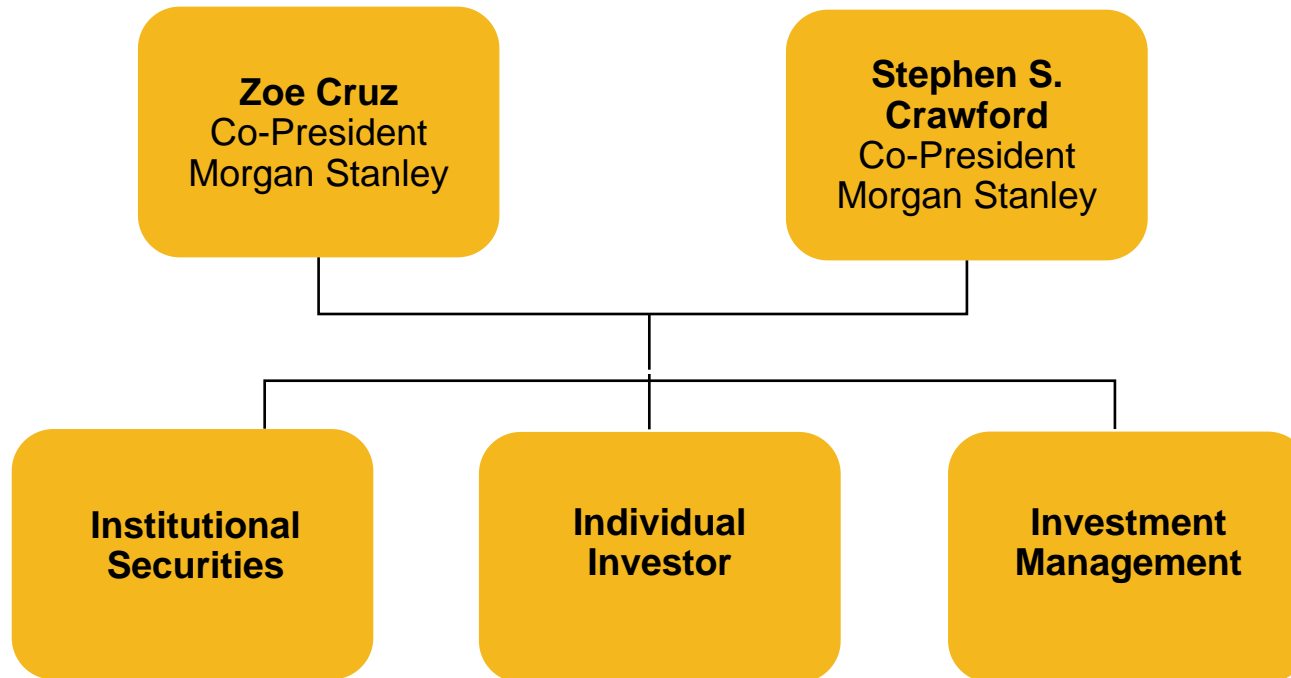 Zoe Cruz
Co-President
Morgan Stanley
Stephen S.
Crawford
Co-President
Morgan Stanley
Institutional
Securities
Individual
Investor
Investment
Management